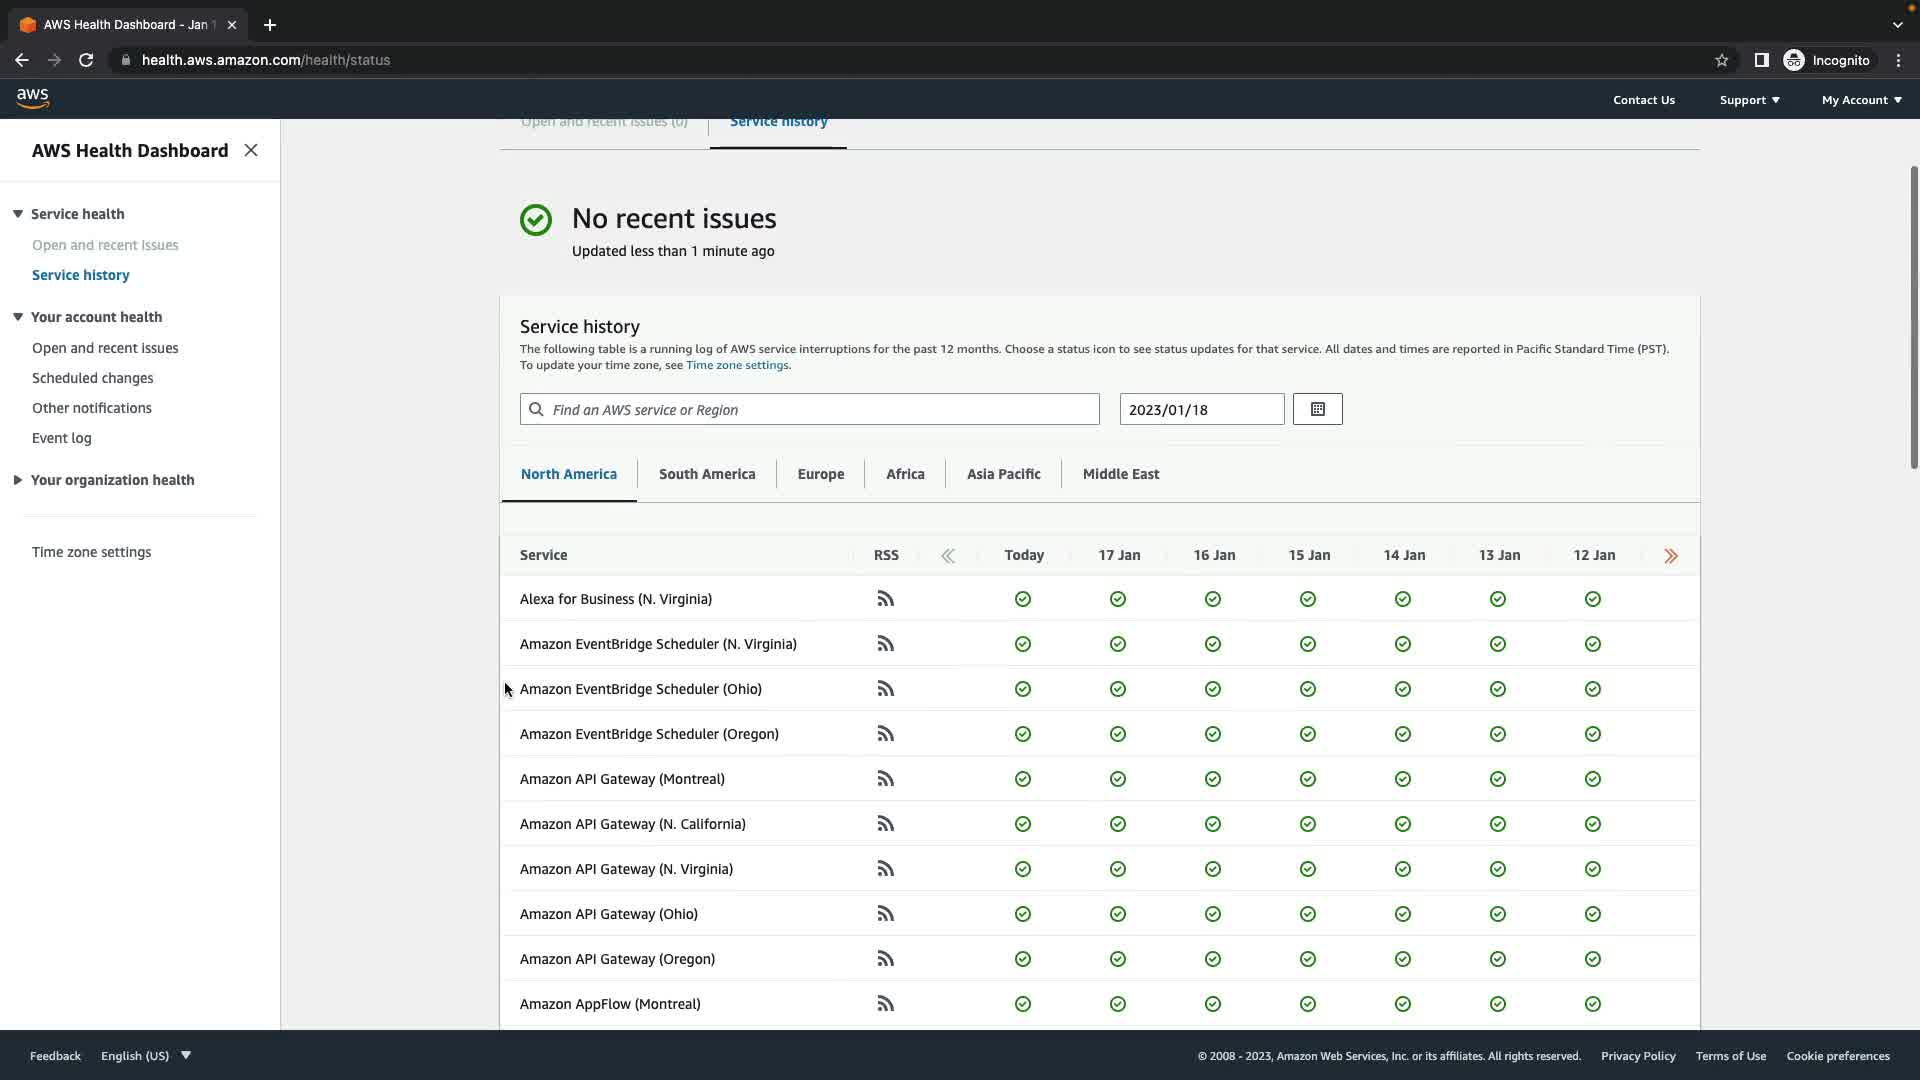 AWS Health Dashboard - Jan 1
health.aws.amazon.com/health/status
Incognito
aws
Contact Us
Support
My Account
Open and recent issues (0)
Service history
AWS Health Dashboard
Service health
Open and recent issues
Service history
Your account health
Open and recent issues
Scheduled changes
Other notifications
Event log
Your organization health
Time zone settings
No recent issues
Updated less than 1 minute ago
Service history
The following table is a running log of AWS service interruptions for the past 12 months. Choose a status icon to see status updates for that service. All dates and times are reported in Pacific Standard Time (PST).
To update your time zone, see Time zone settings.
Find an AWS service or Region
2023/01/18
North America
South America
Europe
Africa
Asia Pacific
Middle East
Service RSS Today 17 Jan 16 Jan 15 Jan 14 Jan 13 Jan 12 Jan
Alexa for Business (N. Virginia)
Amazon EventBridge Scheduler (N. Virginia)
Amazon EventBridge Scheduler (Ohio)
Amazon EventBridge Scheduler (Oregon)
Amazon API Gateway (Montreal)
Amazon API Gateway (N. California)
Amazon API Gateway (N. Virginia)
Amazon API Gateway (Ohio)
Amazon API Gateway (Oregon)
Amazon AppFlow (Montreal)
Feedback
English (US)
© 2008 - 2023, Amazon Web Services, Inc. or its affiliates. All rights reserved.
Privacy Policy
Terms of Use
Cookie preferences